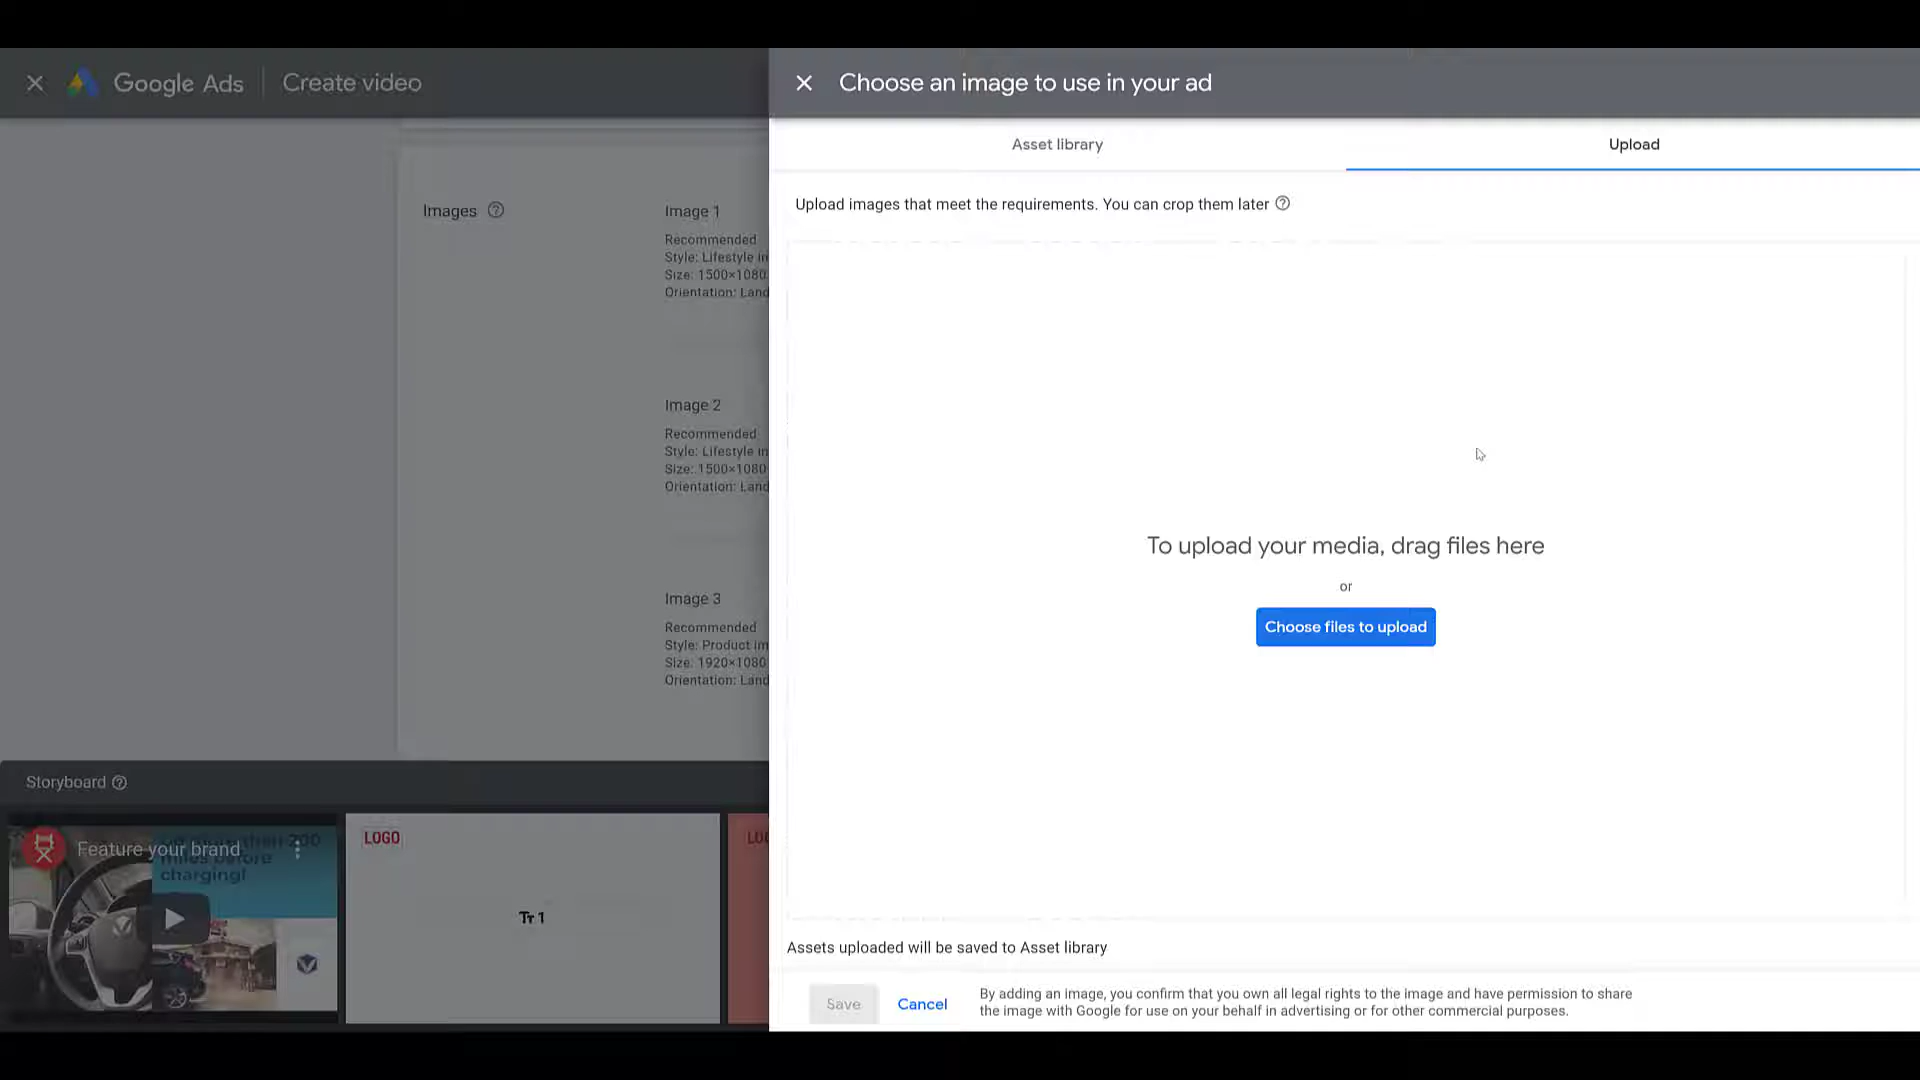 Google Ads
Create video
Choose an image to use in your ad
Asset library
Upload
Upload images that meet the requirements. You can crop them later
Images
Image 1
Recommended
Style: Lifestyle
Size: 1500×1080
Orientation: Land
Image 2
Recommended
Style: Lifestyle
Size: 1500×1080
Orientation: Land
Image 3
Recommended
Style: Product
Size: 1920×1080
Orientation: Land
To upload your media, drag files here
or
Choose files to upload
Storyboard
Feature your brand
more than 200
miles before
charging!
LOGO
Tт 1
Assets uploaded will be saved to Asset library
Save
Cancel
By adding an image, you confirm that you own all legal rights to the image and have permission to share
the image with Google for use on your behalf in advertising or for other commercial purposes.